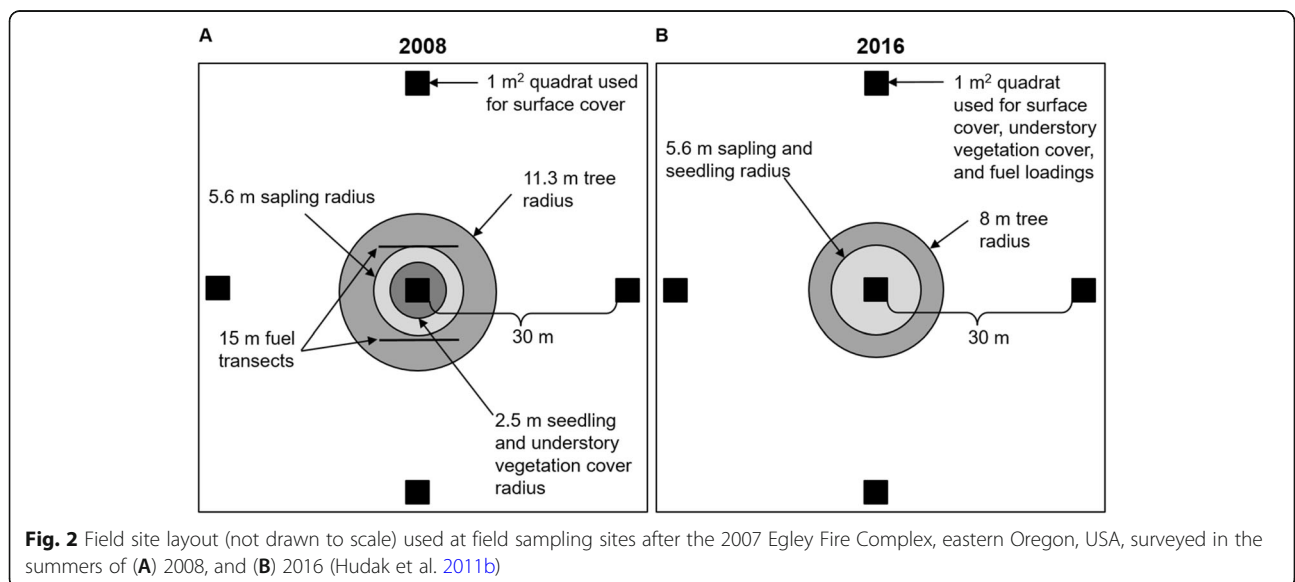 A
2008
1 m² quadrat used
for surface cover
11.3 m tree
radius
5.6 m sapling radius
15 m fuel
transects
30 m
2.5 m seedling
and understory
vegetation cover
radius
B
2016
1 m² quadrat
used for surface
cover, understory
vegetation cover,
and fuel loadings
5.6 m sapling and
seedling radius
8 m tree
radius
30 m
Fig. 2 Field site layout (not drawn to scale) used at field sampling sites after the 2007 Egley Fire Complex, eastern Oregon, USA, surveyed in the
summers of (A) 2008, and (B) 2016 (Hudak et al. 2011b)